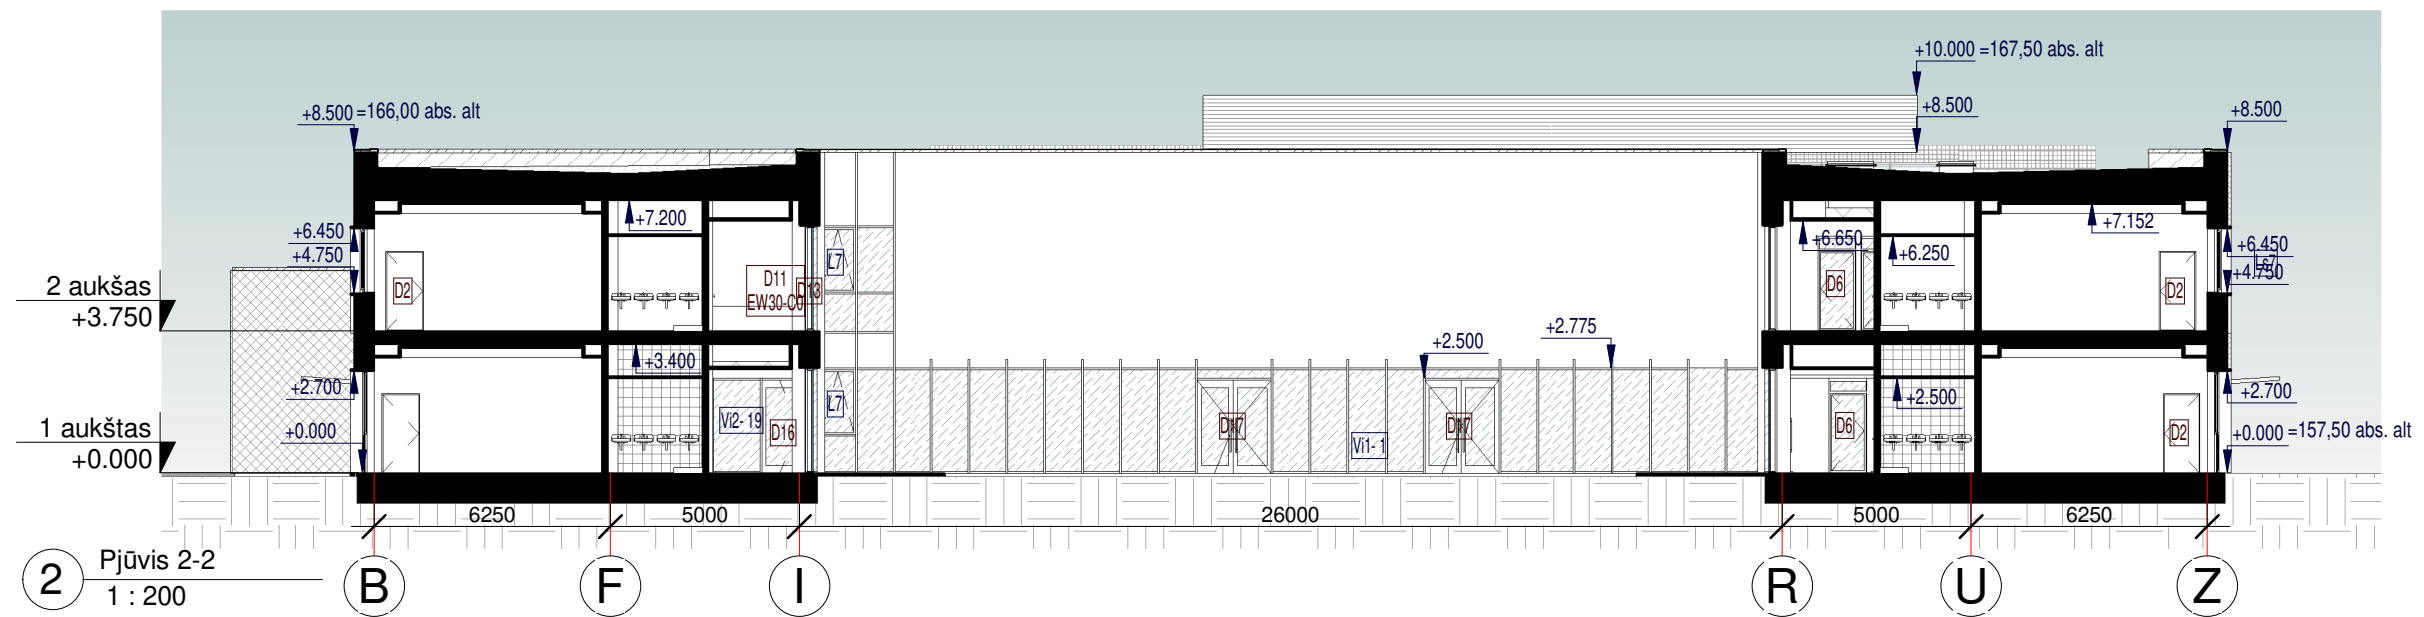 +10.000 =167,50 abs. alt
+8.500 =166,00 abs. alt
+8.500
+8.500
+7.200
+7.152
+6.450
+4.750
+6.650
+6.250
+6.450
+4.750
2 aukšas
+3.750
D2
D11
EW30-C0
D13
L7
D6
D2
+3.400
+2.500
+2.775
+2.700
+0.000
1 aukštas
+0.000
Vi2- 19
D16
L7
D17
D17
Vi1- 1
D6
+2.500
D2
+2.700
+0.000 =157,50 abs. alt
6250
5000
26000
5000
6250
2
Pjūvis 2-2
1 : 200
B
F
I
R
U
Z